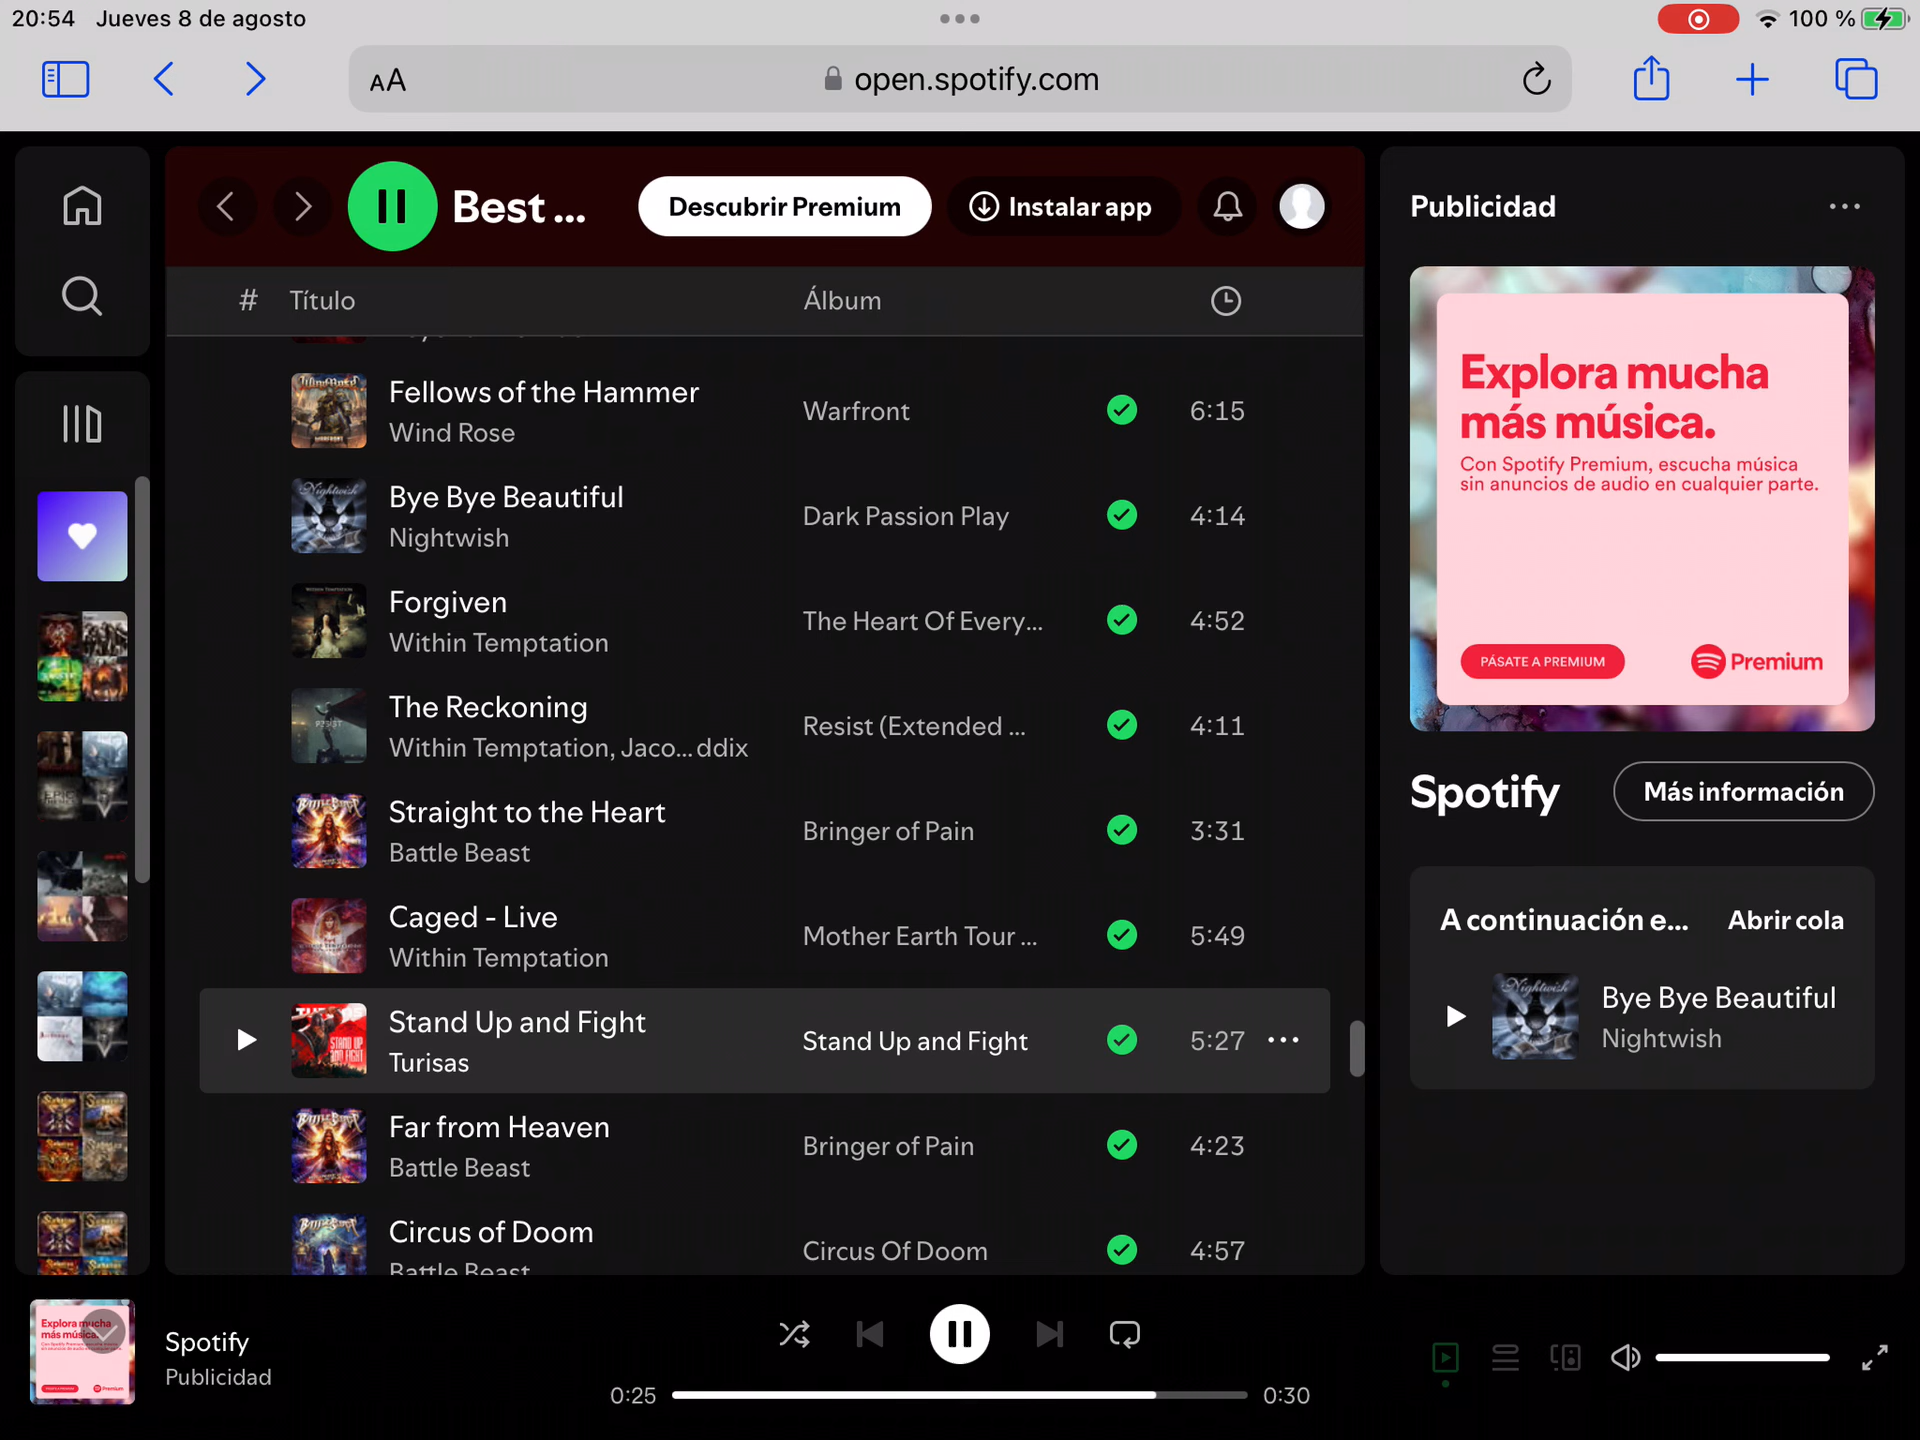 20:54 Jueves 8 de agosto
100 %
AA
open.spotify.com
Best ...
Descubrir Premium
Instalar app
# Título
Álbum
Fellows of the Hammer
Wind Rose
Warfront
6:15
Bye Bye Beautiful
Nightwish
Dark Passion Play
4:14
Forgiven
Within Temptation
The Heart Of Every...
4:52
The Reckoning
Within Temptation, Jaco... ddix
Resist (Extended ...
4:11
Straight to the Heart
Battle Beast
Bringer of Pain
3:31
Caged - Live
Within Temptation
Mother Earth Tour ...
5:49
Stand Up and Fight
Turisas
Stand Up and Fight
5:27
Far from Heaven
Battle Beast
Bringer of Pain
4:23
Circus of Doom
Battle Beast
Circus Of Doom
4:57
Publicidad
Explora mucha
más música.
Con Spotify Premium, escucha música
sin anuncios de audio en cualquier parte.
PÁSATE A PREMIUM
Premium
Spotify
Más información
A continuación e...
Abrir cola
Bye Bye Beautiful
Nightwish
Spotify
Publicidad
0:25
0:30